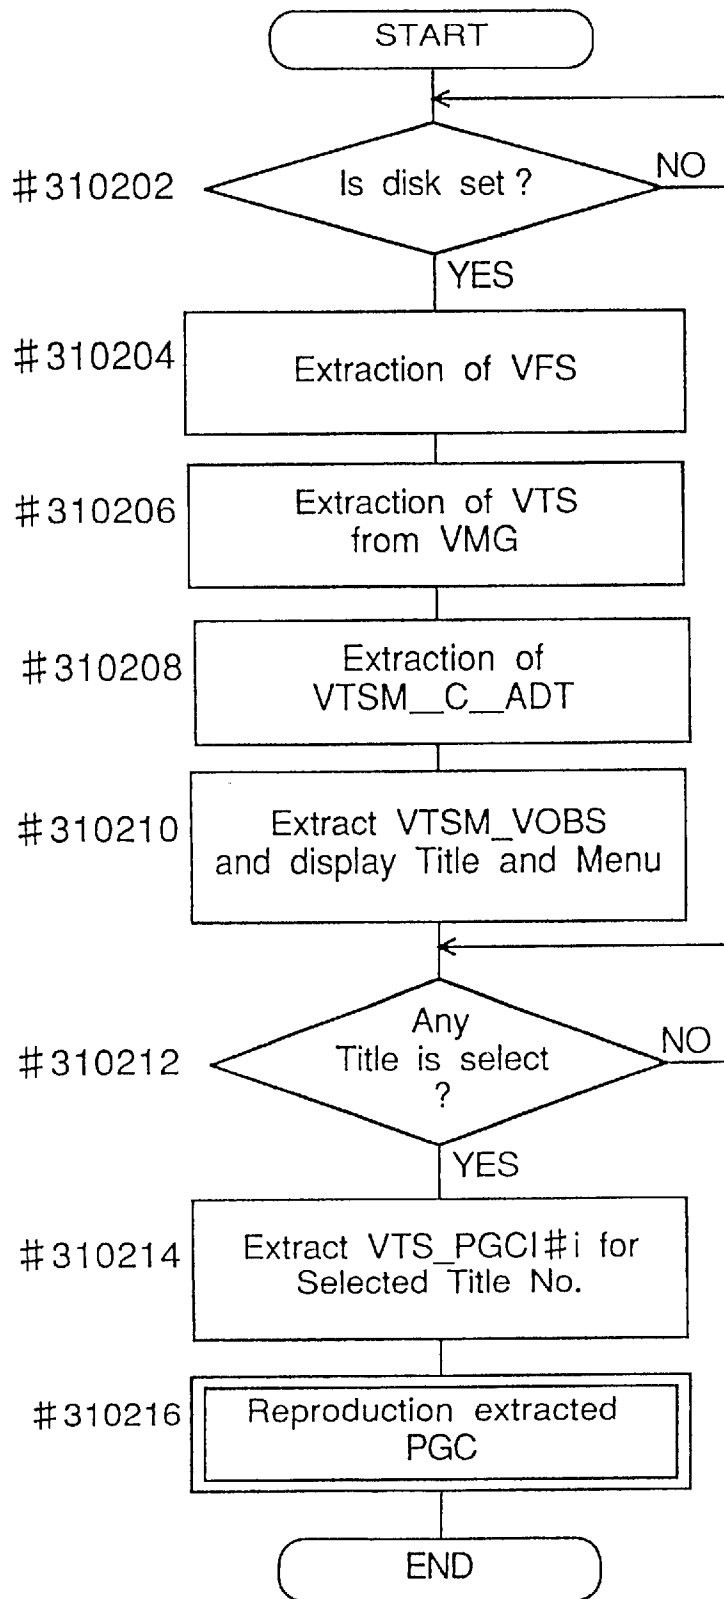 START
#310202
Is disk set ?
NO
YES
#310204
Extraction of VFS
#310206
Extraction of VTS
from VMG
#310208
Extraction of
VTSM__C__ADT
#310210
Extract VTSM_VOBS
and display Title and Menu
Any
#310212
Title is select
NO
?
YES
#310214
Extract VTS_PGCI#i for
Selected Title No.
#310216
Reproduction extracted
PGC
END